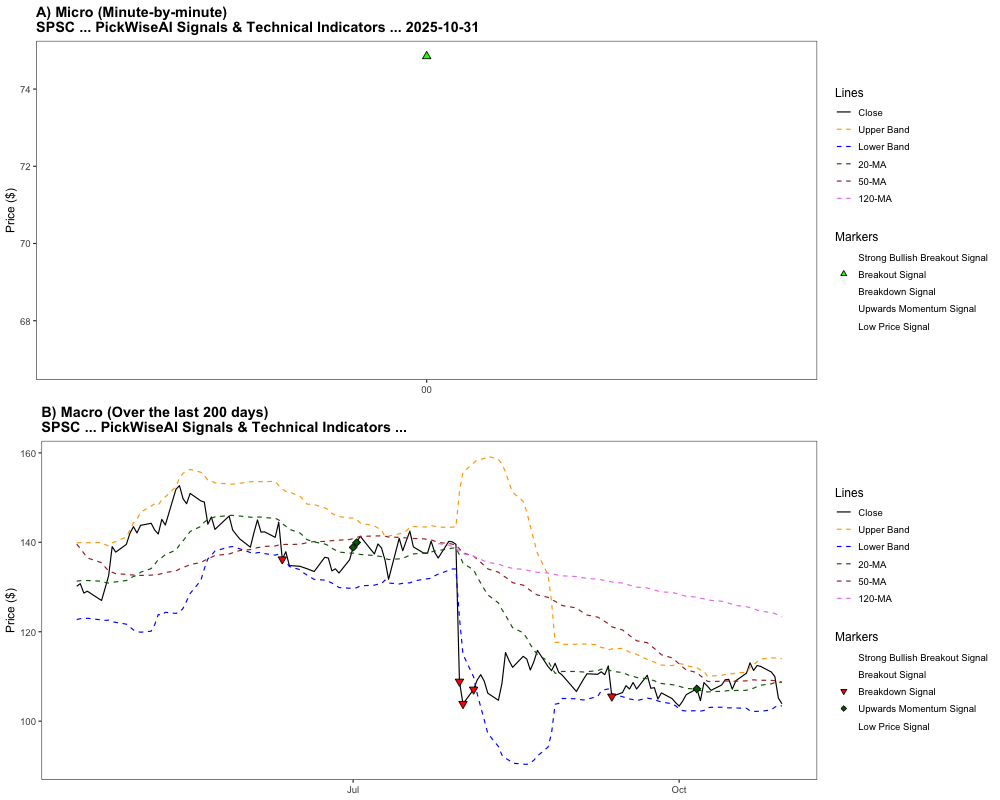 A) Micro (Minute-by-minute)
SPSC ... PickWiseAI Signals & Technical Indicators ... 2025-10-31
Price ($)
74
72
70
68
00
Lines
Close
Upper Band
Lower Band
20-MA
50-MA
120-MA
Markers
Strong Bullish Breakout Signal
Breakout Signal
Breakdown Signal
Upwards Momentum Signal
Low Price Signal
B) Macro (Over the last 200 days)
SPSC ... PickWiseAI Signals & Technical Indicators ...
Price ($)
160
140
120
100
Jul
Oct
Lines
Close
Upper Band
Lower Band
20-MA
50-MA
120-MA
Markers
Strong Bullish Breakout Signal
Breakout Signal
Breakdown Signal
Upwards Momentum Signal
Low Price Signal